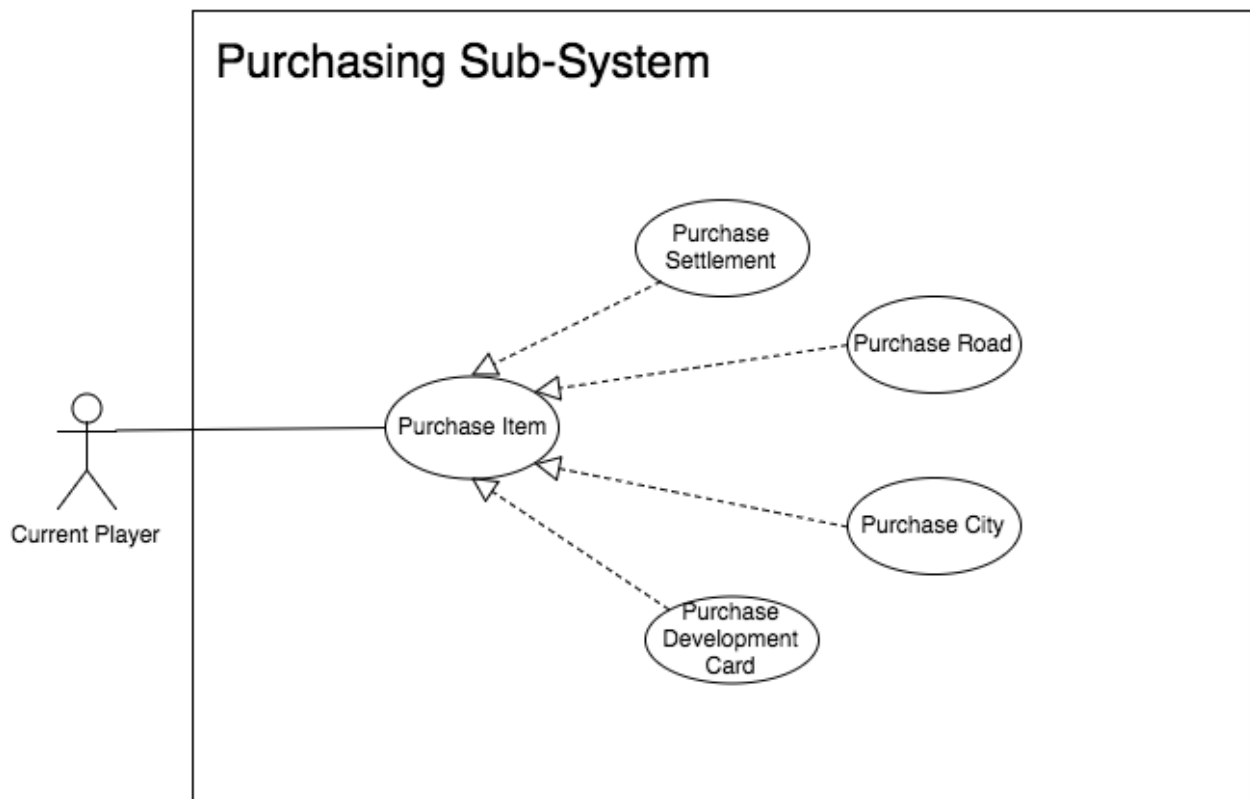 Purchasing Sub-System
Purchase
Settlement
Purchase Road
Purchase Item
Current Player
Purchase City
Purchase
Development
Card